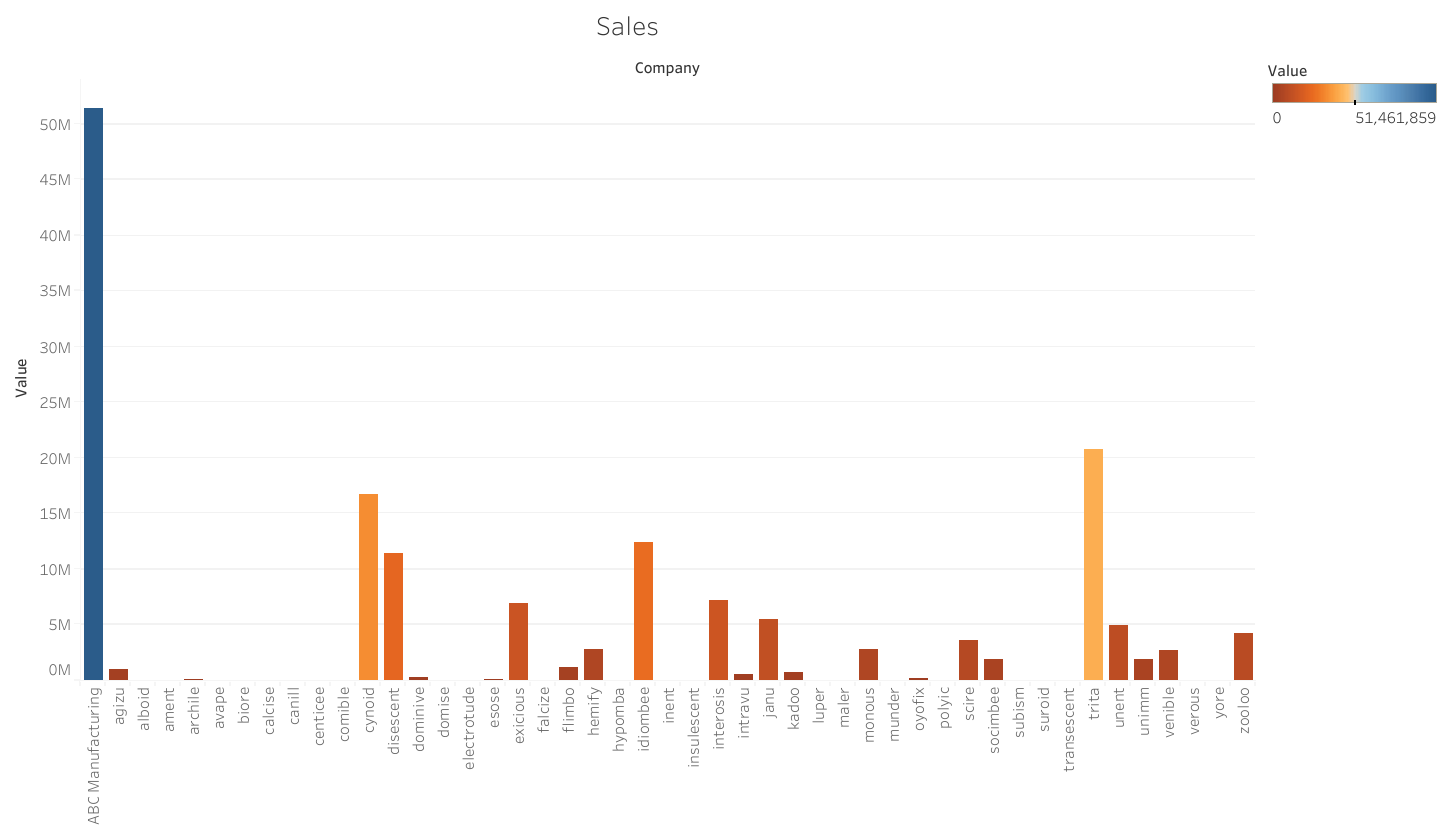 Sales
Company
Value
0
51,461,859
Value
50M
45M
40M
35M
30M
25M
20M
15M
10M
5M
0M
ABC Manufacturing
agizu
alboid
ament
archile
avape
biore
calcise
canill
centicee
comible
cynoid
disescent
dominive
domise
electrotude
esose
exicious
falcize
flimbo
hemify
hypomba
idiombee
inent
insulescent
interosis
intravu
janu
kadoo
luper
maler
monous
munder
oyofix
polyic
scire
socimbee
subism
suroid
transescent
trita
unent
unimm
venible
verous
yore
zooloo